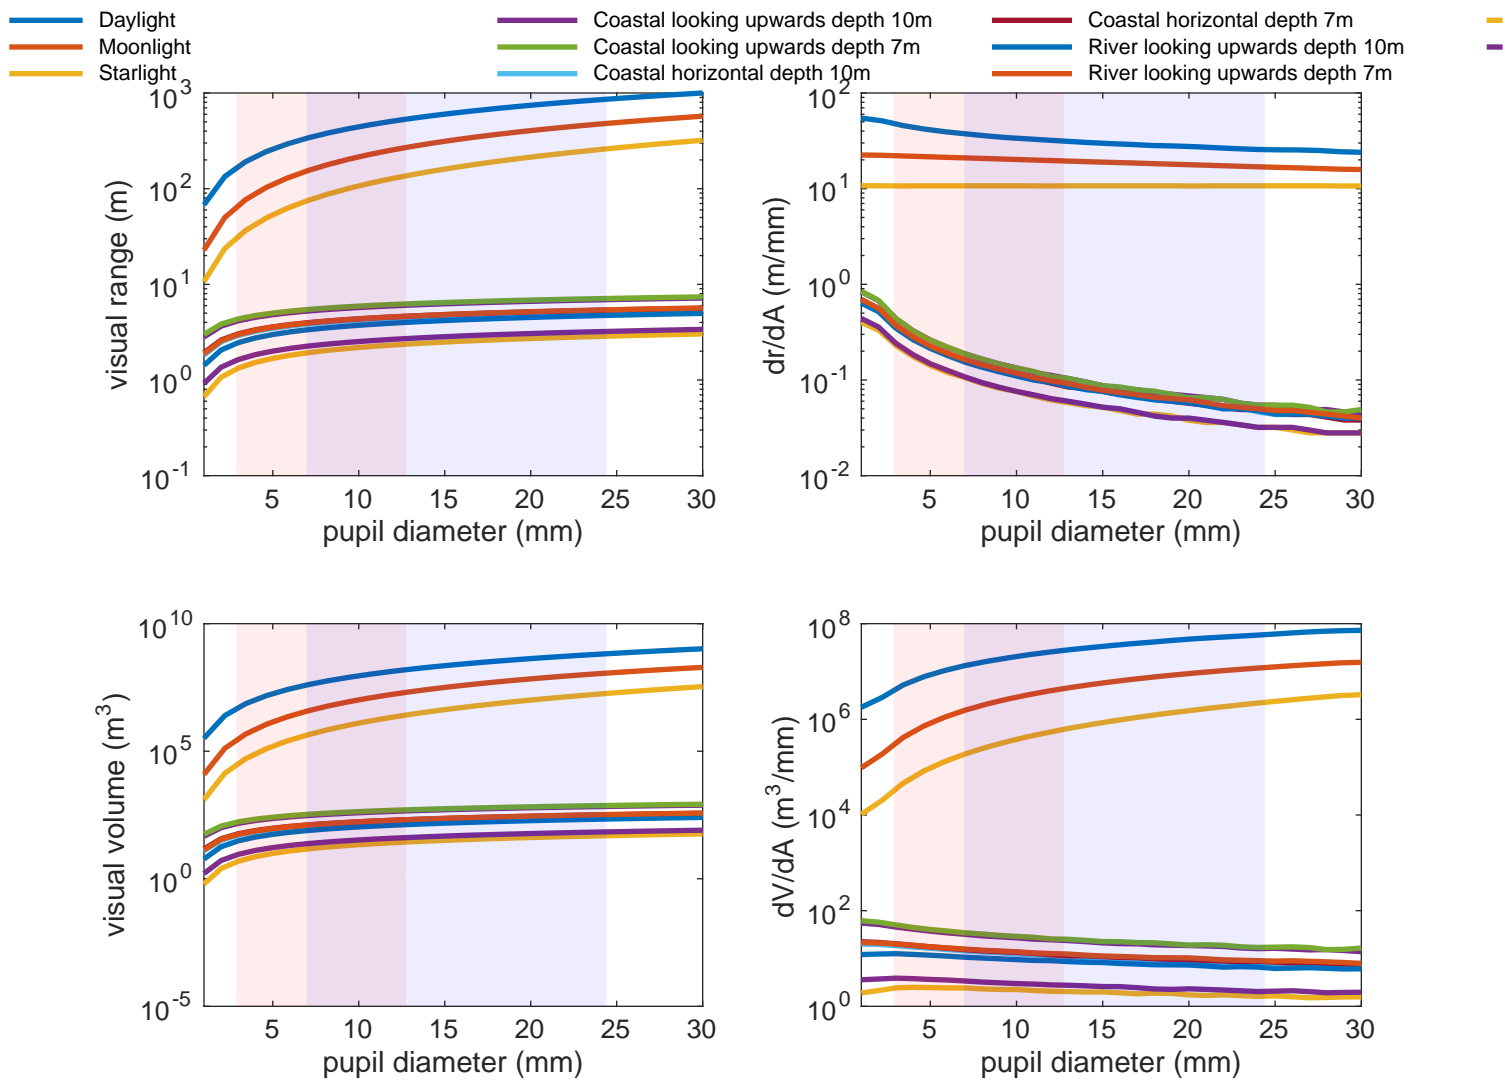 Daylight
Moonlight
Starlight
Coastal looking upwards depth 10m
Coastal looking upwards depth 7m
Coastal horizontal depth 10m
Coastal horizontal depth 7m
River looking upwards depth 10m
River looking upwards depth 7m
10^3
10^2
10^1
10^0
10^-1
visual range (m)
5 10 15 20 25 30
pupil diameter (mm)
10^2
10^1
10^0
10^-1
10^-2
dr/dA (m/mm)
5 10 15 20 25 30
pupil diameter (mm)
10^10
10^5
10^0
10^-5
visual volume (m^3)
5 10 15 20 25 30
pupil diameter (mm)
10^8
10^6
10^4
10^2
10^0
dV/dA (m^3/mm)
5 10 15 20 25 30
pupil diameter (mm)